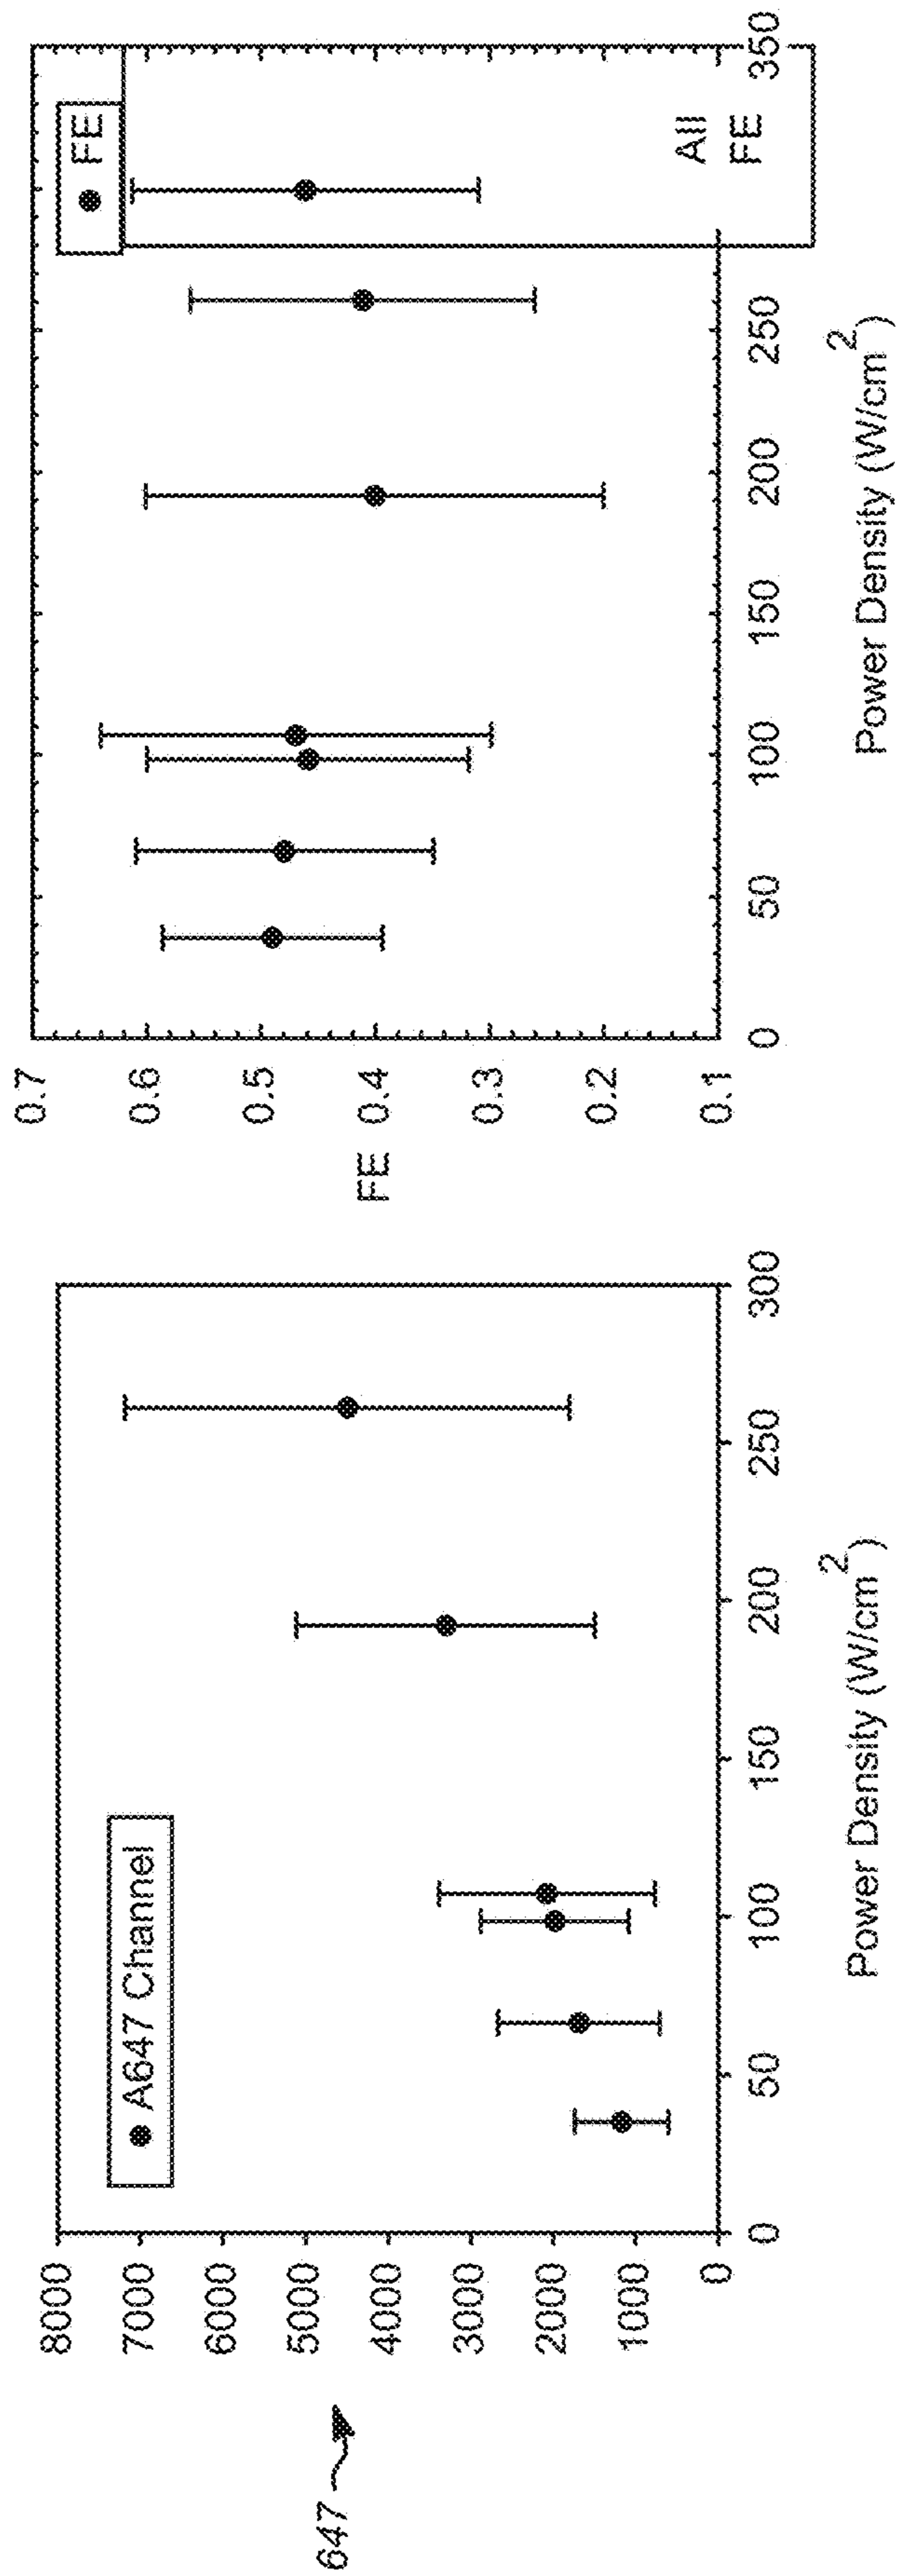 647
8000
7000
6000
5000
4000
3000
2000
1000
0
A647 Channel
0 50 100 150 200 250 300
Power Density (W/cm2)
FE
0.7
0.6
0.5
0.4
0.3
0.2
0.1
FE
All
FE
0 50 100 150 200 250 350
Power Density (W/cm2)